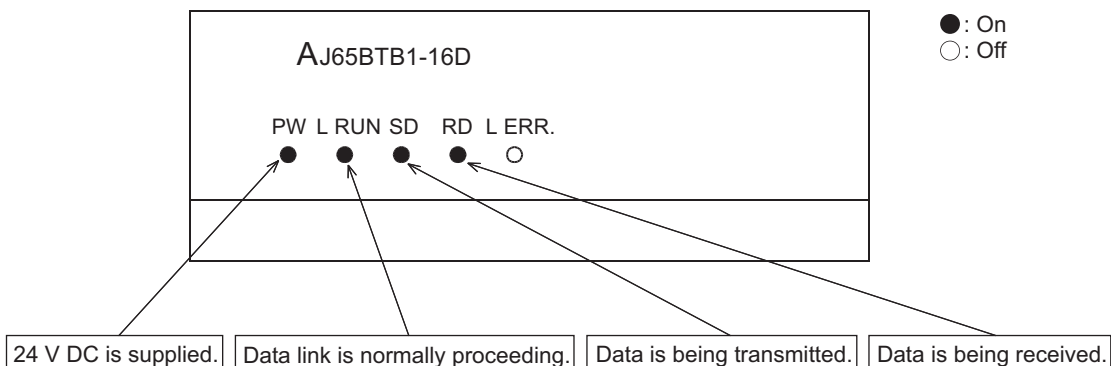 ●: On
○: Off
AJ65BTB1-16D
PW L RUN SD RD L ERR.
24 V DC is supplied.
Data link is normally proceeding.
Data is being transmitted.
Data is being received.